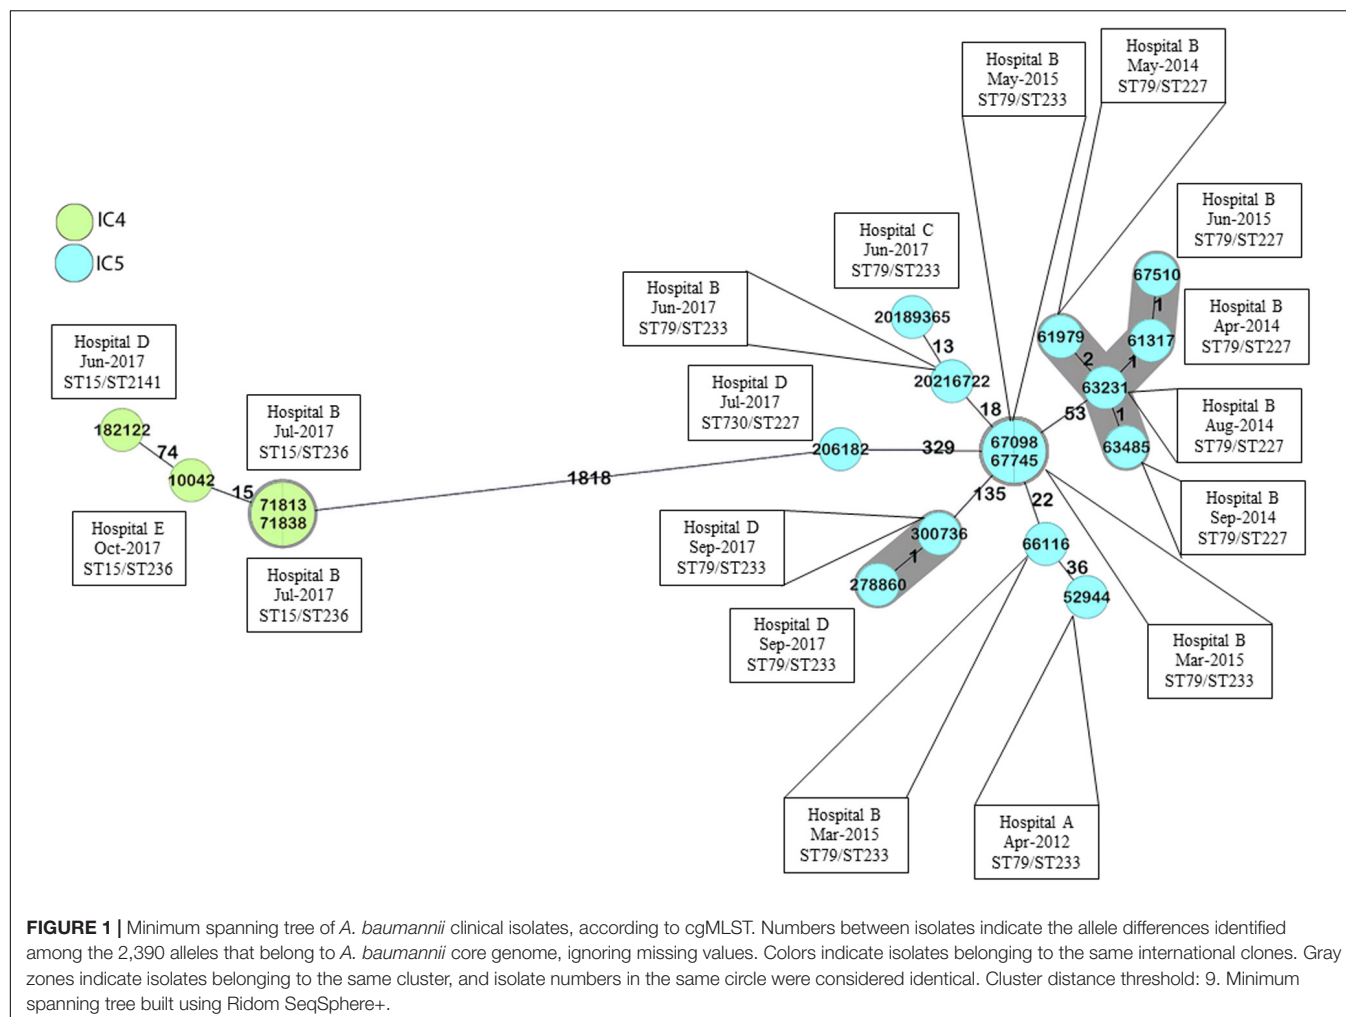 Hospital B
May-2015
ST79/ST233
Hospital B
May-2014
ST79/ST227
IC4
IC5
Hospital C
Jun-2017
ST79/ST233
Hospital B
Jun-2015
ST79/ST227
Hospital B
Jun-2017
ST79/ST233
Hospital B
Apr-2014
ST79/ST227
67510
1
20189365
61979
61317
13
2
1
Hospital D
Jun-2017
ST15/ST2141
20216722
63231
Hospital D
Jul-2017
ST730/ST227
18
53
1
Hospital B
Aug-2014
ST79/ST227
182122
Hospital B
Jul-2017
ST15/ST236
67098
67745
63485
74
206182
329
10042
1818
15
71813
71838
135
22
Hospital B
Sep-2014
ST79/ST227
Hospital E
Oct-2017
ST15/ST236
Hospital D
Sep-2017
ST79/ST233
300736
66116
1
36
278860
52944
Hospital B
Jul-2017
ST15/ST236
Hospital D
Sep-2017
ST79/ST233
Hospital B
Mar-2015
ST79/ST233
Hospital B
Mar-2015
ST79/ST233
Hospital A
Apr-2012
ST79/ST233
FIGURE 1 | Minimum spanning tree of A. baumannii clinical isolates, according to cgMLST. Numbers between isolates indicate the allele differences identified
among the 2,390 alleles that belong to A. baumannii core genome, ignoring missing values. Colors indicate isolates belonging to the same international clones. Gray
zones indicate isolates belonging to the same cluster, and isolate numbers in the same circle were considered identical. Cluster distance threshold: 9. Minimum
spanning tree built using Ridom SeqSphere+.